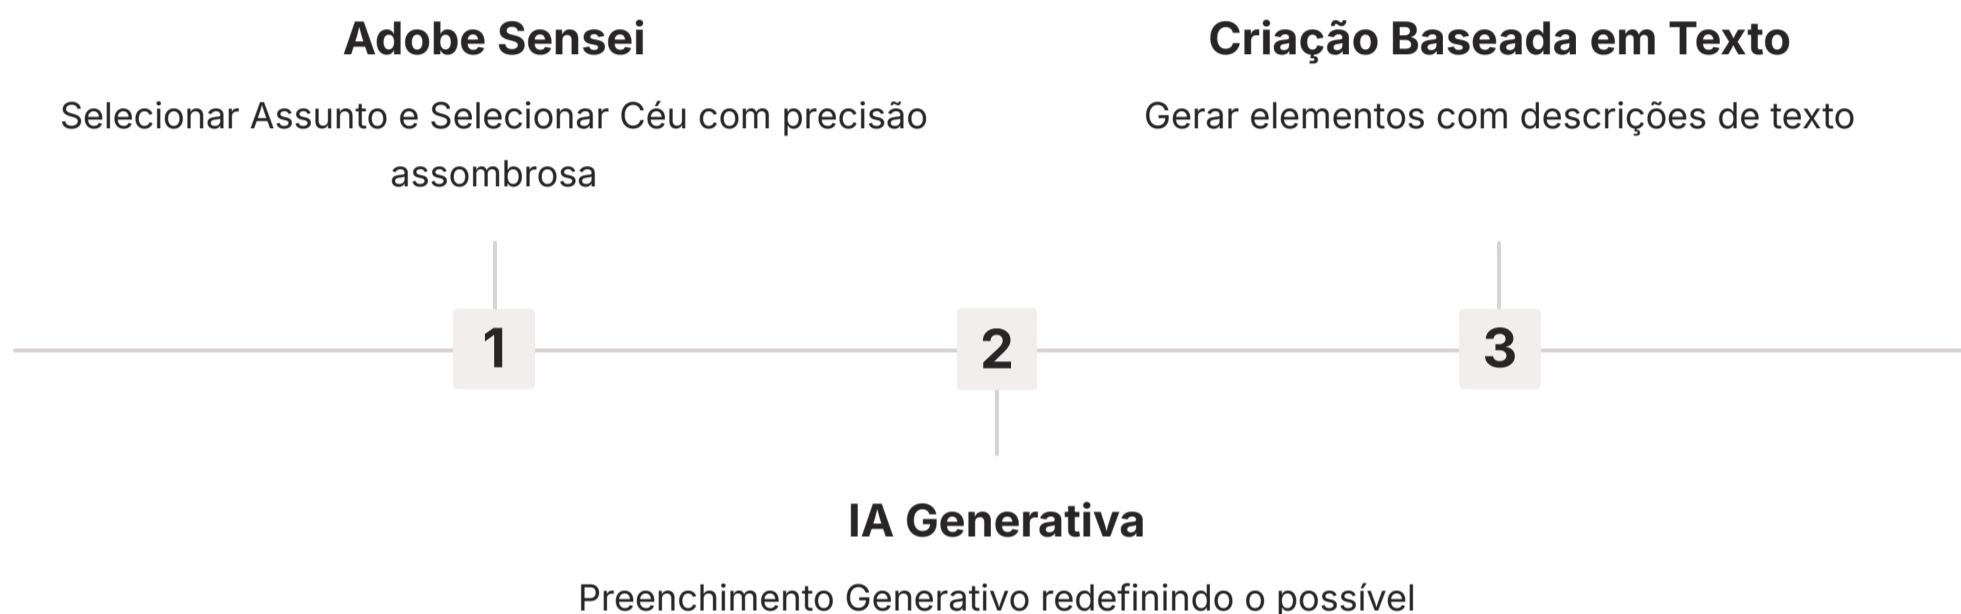 Adobe Sensei
Selecionar Assunto e Selecionar Céu com precisão
assombrosa
Criação Baseada em Texto
Gerar elementos com descrições de texto
1
2
3
IA Generativa
Preenchimento Generativo redefinindo o possível